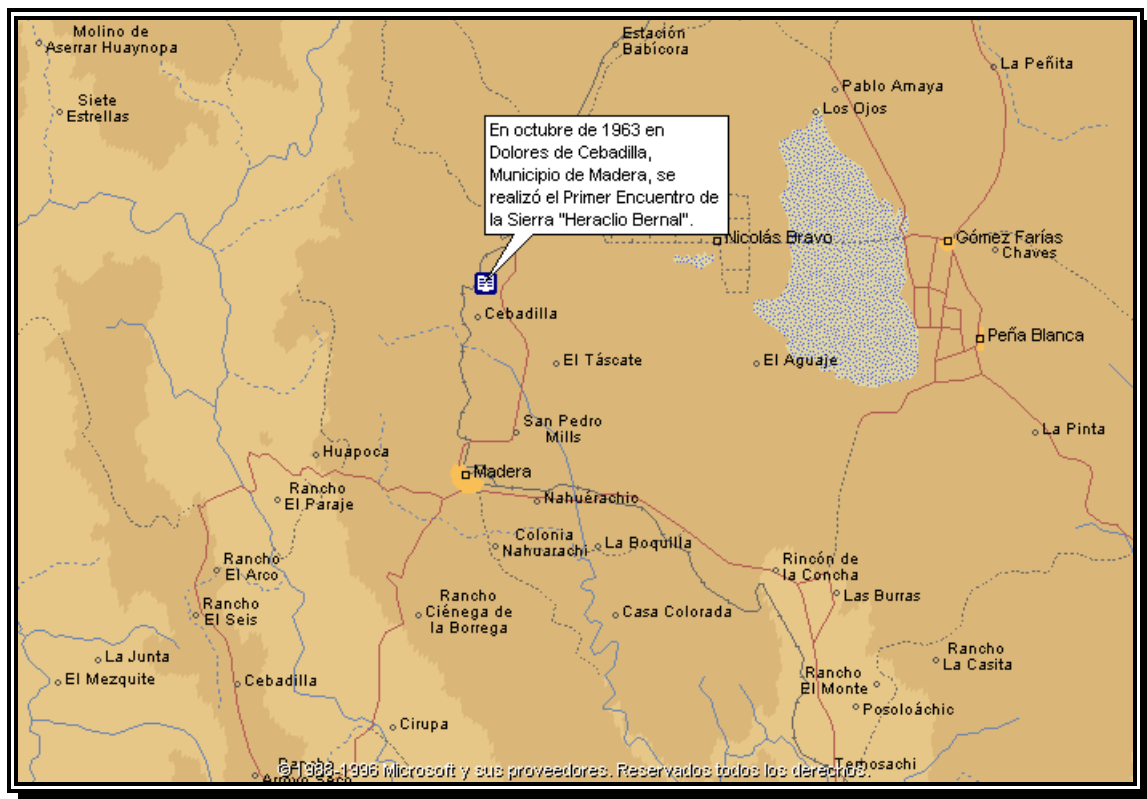 Molino de
Aserrar Huaynopa
Estación
Babícora
La Peñita
Pablo Amaya
Siete
Estrellas
Los Ojos
En octubre de 1963 en
Dolores de Cebadilla,
Municipio de Madera, se
realizó el Primer Encuentro de
la Sierra "Heraclio Bernal".
Nicolás Bravo
Gómez Farías
Chaves
Cebadilla
Peña Blanca
El Táscate
El Aguaje
San Pedro
Mills
La Pinta
Huapoca
Madera
Rancho
El Paraje
Nahuérachic
Colonia
Nahuarachi
La Boquilla
Rancho
El Arco
Rincón de
la Concha
Las Burras
Rancho
El Seis
Rancho
Ciénega de
la Borrega
Casa Colorada
La Junta
Rancho
La Casita
El Mezquite
Cebadilla
Rancho
El Monte
Posoloáchic
Cirupa
Rancho
Arroyo Seco
Temosachi
©1988-1996 Microsoft y sus proveedores. Reservados todos los derechos.